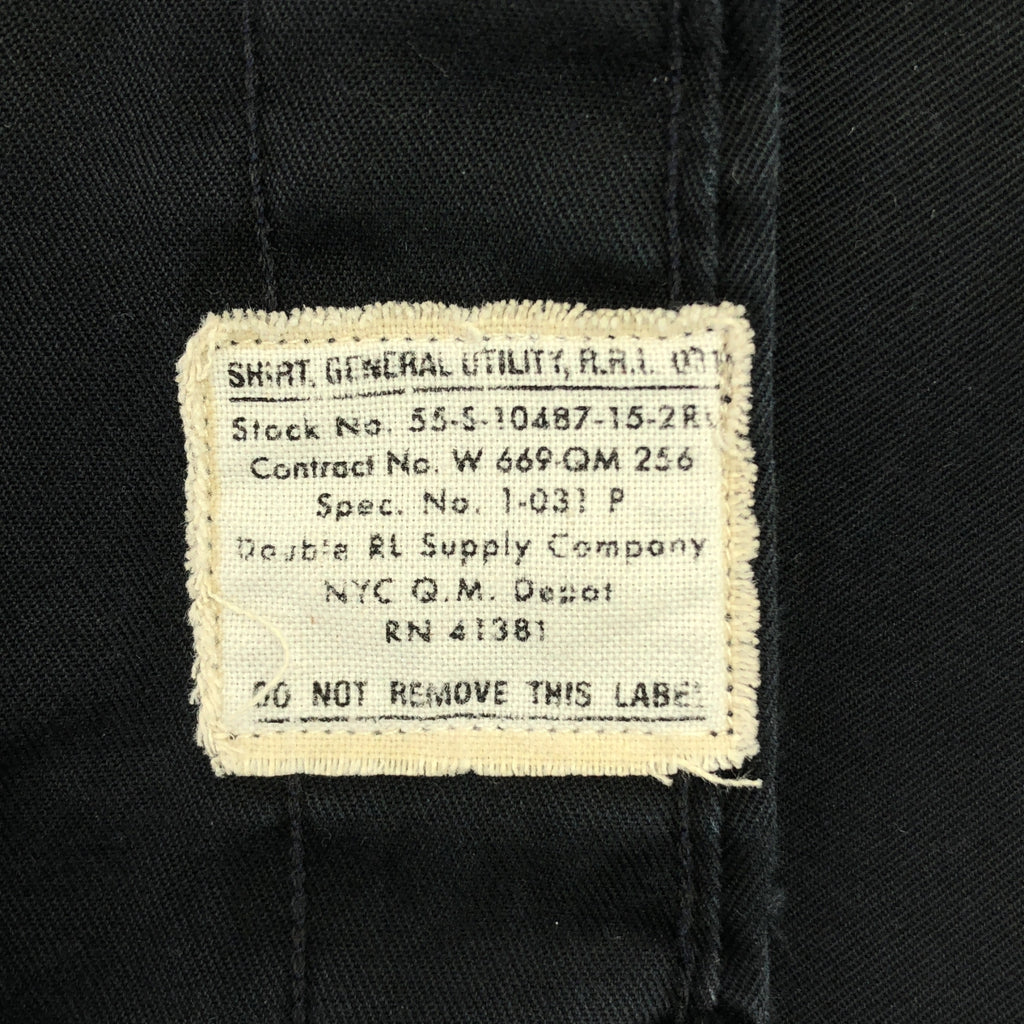 SHIRT, GENERAL UTILITY, R.R.L. 031
Stock No. 55-S-10487-15-2R
Contract No. W 669-QM 256
Spec. No. 1-031 P
Double RL Supply Company
NYC Q.M. Depot
RN 41381
DO NOT REMOVE THIS LABEL